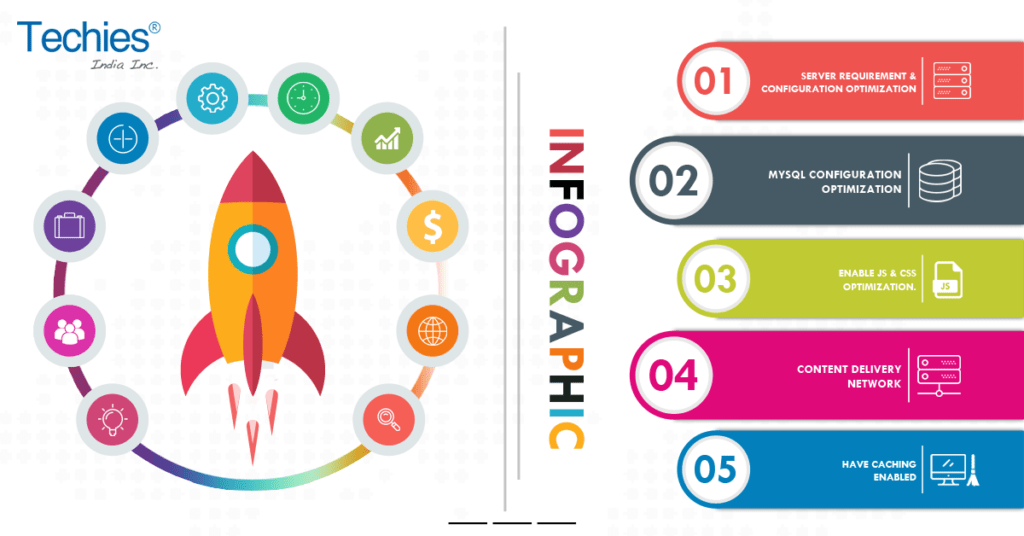 Techies®
India Inc.
$
INFOGRAPHIC
01
SERVER REQUIREMENT &
CONFIGURATION OPTIMIZATION
02
MYSQL CONFIGURATION
OPTIMIZATION
03
ENABLE JS & CSS
OPTIMIZATION.
JS
04
CONTENT DELIVERY
NETWORK
05
HAVE CACHING
ENABLED